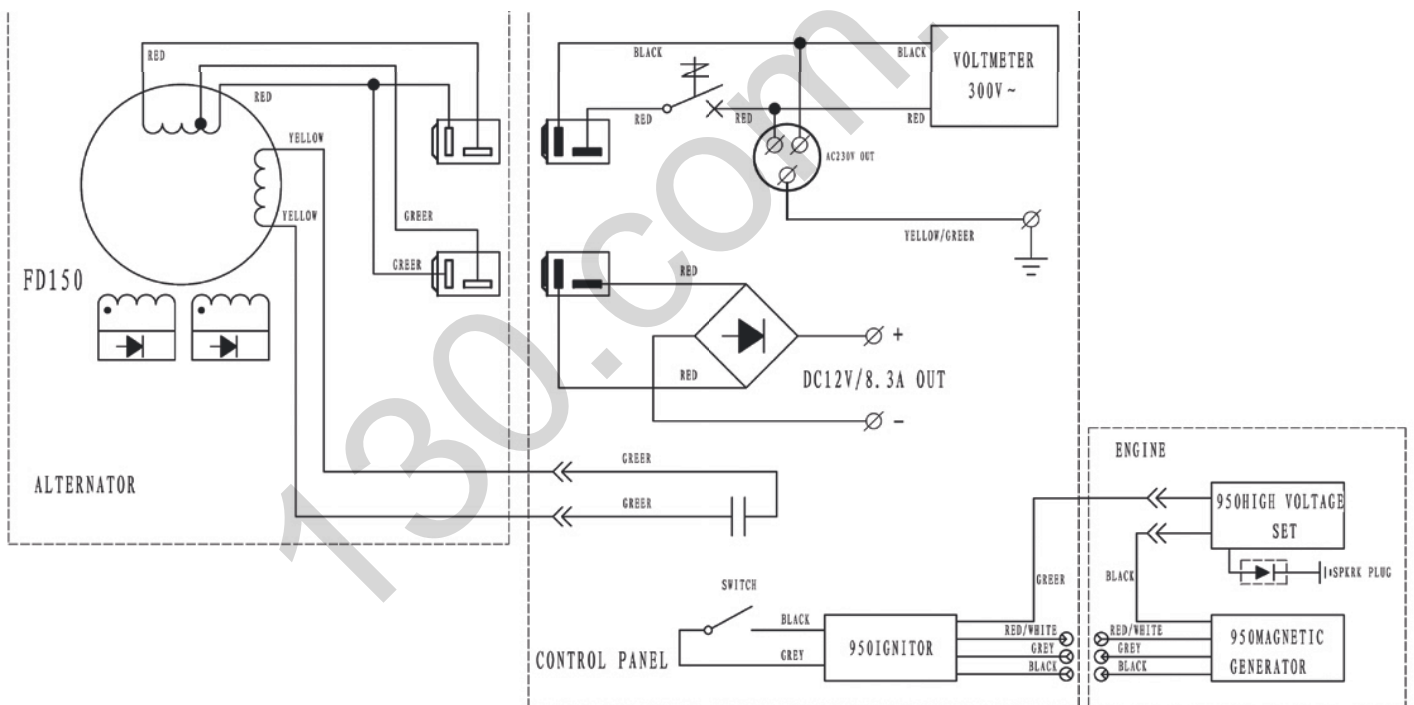 RED
RED
YELLOW
YELLOW
GREER
GREER
FD150
ALTERNATOR
BLACK
BLACK
RED
RED
RED
VOLTMETER
300V~
AC230V OUT
YELLOW/GREER
RED
RED
+
DC12V/8.3A OUT
-
GREER
GREER
SWITCH
BLACK
GREY
950IGNITOR
CONTROL PANEL
GREER
RED/WHITE
GREY
BLACK
ENGINE
950HIGH VOLTAGE
SET
SPKRK PLUG
BLACK
RED/WHITE
GREY
BLACK
950MAGNETIC
GENERATOR
130.com.